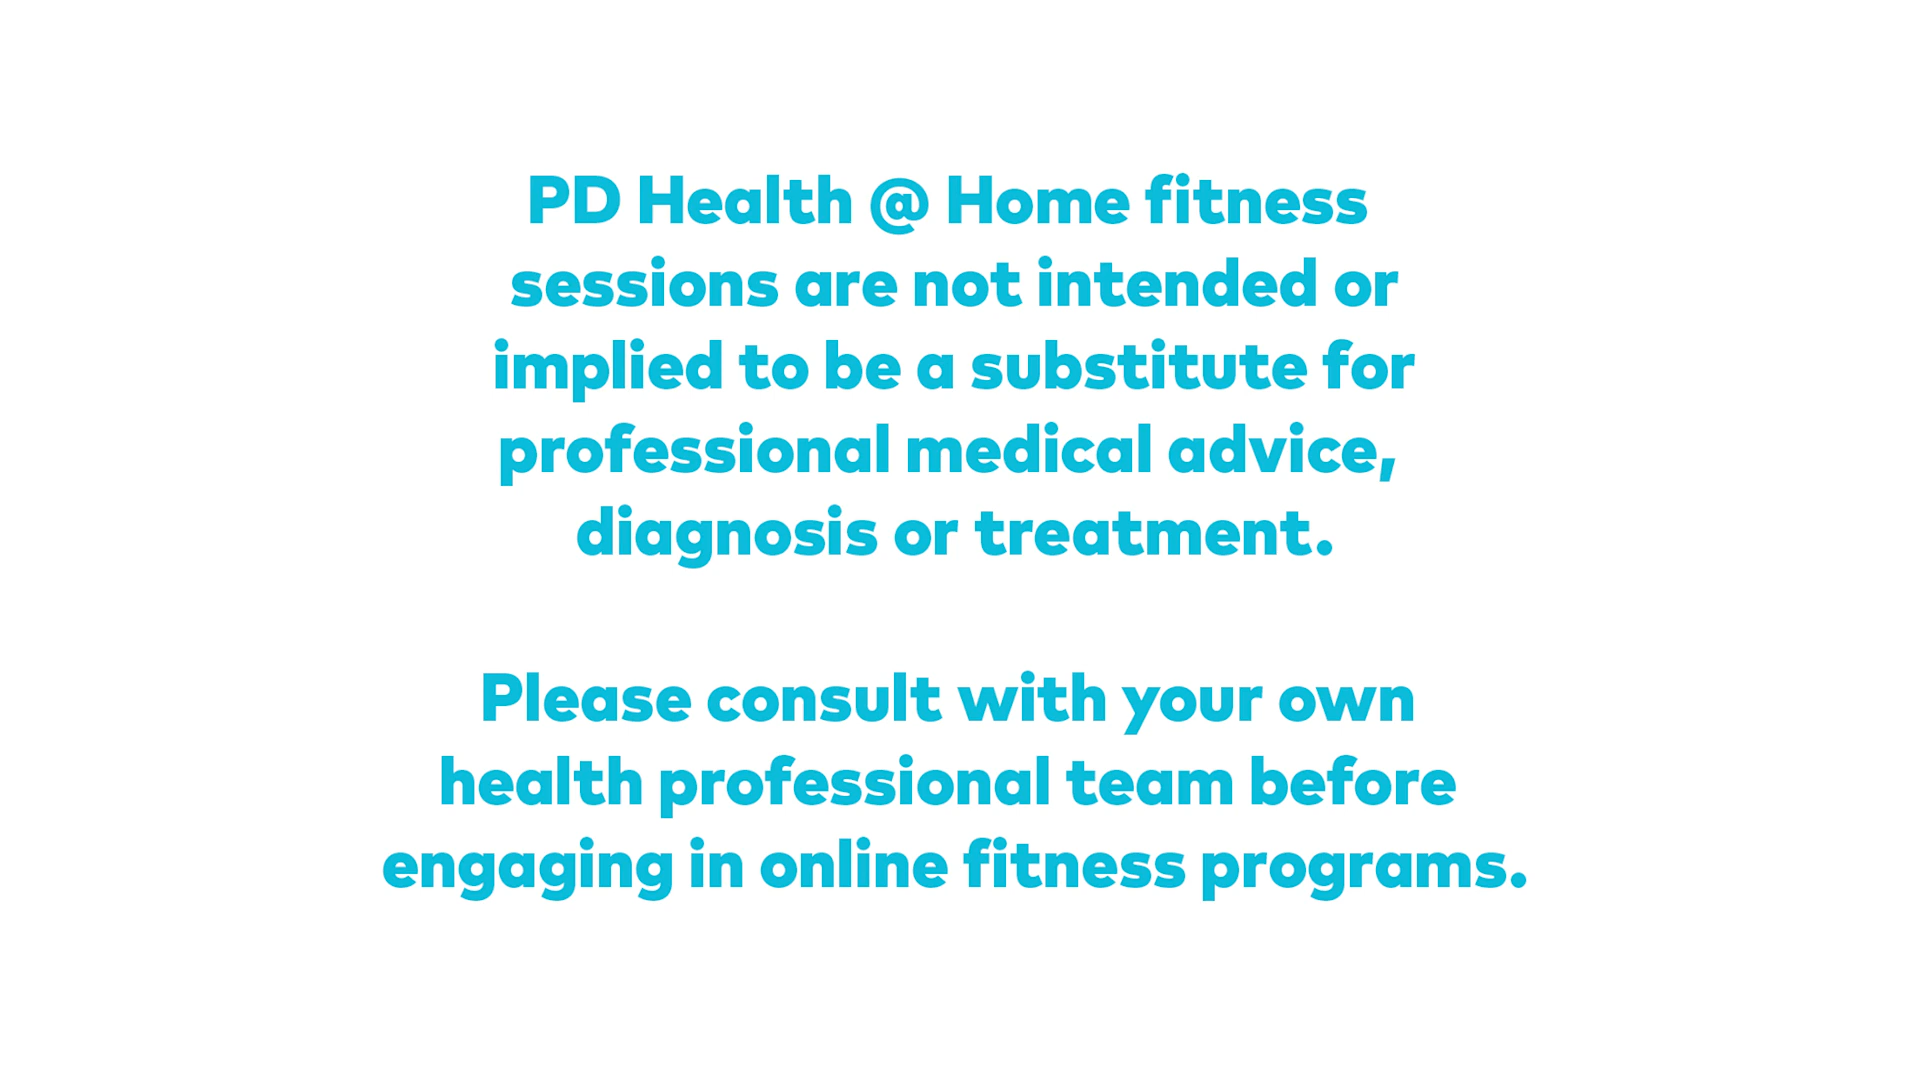 PD Health @ Home fitness
sessions are not intended or
implied to be a substitute for
professional medical advice,
diagnosis or treatment.
Please consult with your own
health professional team before
engaging in online fitness programs.